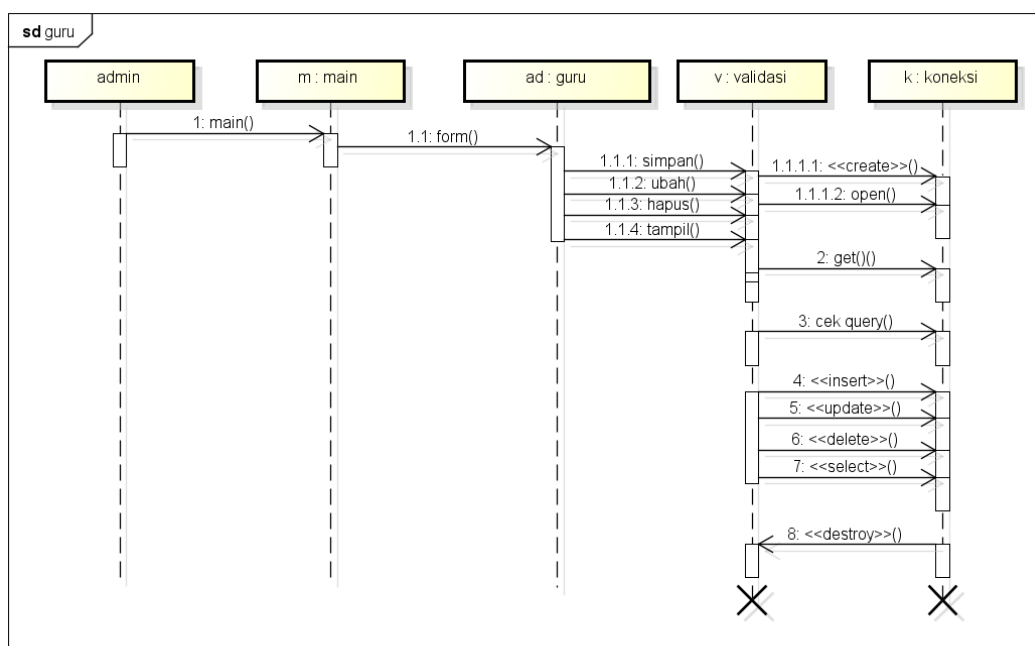 sd guru
admin
m : main
ad : guru
v : validasi
k : koneksi
1: main()
1.1: form()
1.1.1: simpan()
1.1.1.1: <<create>>()
1.1.2: ubah()
1.1.1.2: open()
1.1.3: hapus()
1.1.4: tampil()
2: get()()
3: cek query()
4: <<insert>>()
5: <<update>>()
6: <<delete>>()
7: <<select>>()
8: <<destroy>>()